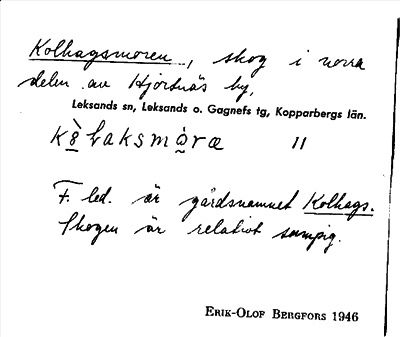 Kolhagsmoren, skog i norra
delen av Hjortnäs by,
Leksands sn, Leksands o. Gagnefs tg, Kopparbergs län.
11
F. led. är gårdsnamnet Kolhags.
Skogen är relativt sumpig.
ERIK-OLOF BERGFORS 1946